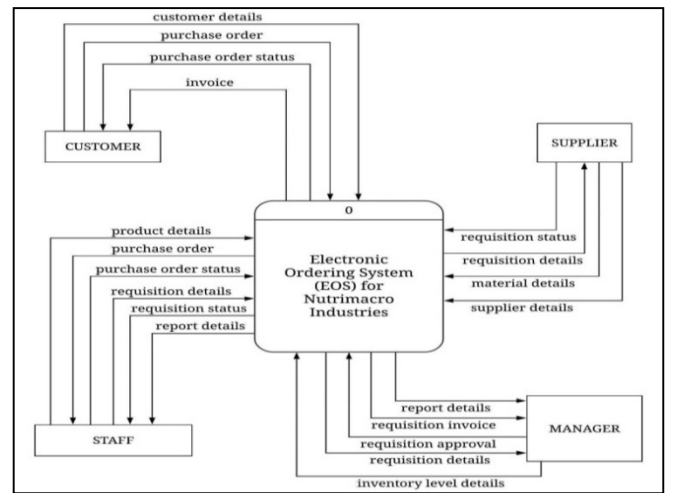 customer details
purchase order
purchase order status
invoice
CUSTOMER
SUPPLIER
0
Electronic
Ordering System
(EOS) for
Nutrimacro
Industries
product details
purchase order
purchase order status
requisition details
requisition status
report details
STAFF
requisition status
requisition details
material details
supplier details
report details
requisition invoice
requisition approval
requisition details
inventory level details
MANAGER